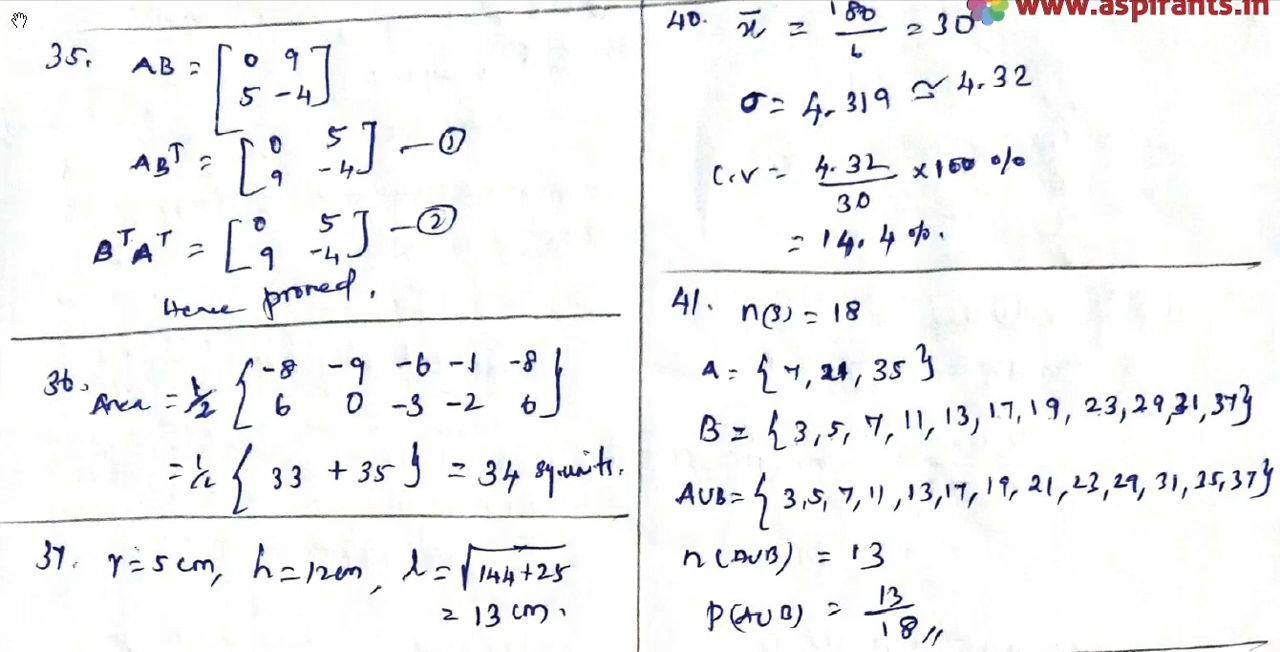 35. AB = [0 9
5 -4]
AB^T = [0 5
9 -4] — ①
B^T A^T = [0 5
9 -4] — ②
Hence proved.
36. Area = 1/2 {-8 -9 -6 -1 -8
6 0 -3 -2 6}
= 1/2 {33 + 35} = 34 sq.units.
37. r = 5 cm, h = 12 cm, l = √144+25
= 13 cm.
www.aspirants.in
40. x̄ = 180/6 = 30
σ = 4.319 ≃ 4.32
C.V = 4.32/30 × 100 %
= 14.4 %.
41. n(S) = 18
A = {7, 21, 35}
B = {3, 5, 7, 11, 13, 17, 19, 23, 29, 31, 37}
A∪B = {3, 5, 7, 11, 13, 17, 19, 21, 23, 29, 31, 35, 37}
n(A∪B) = 13
P(A∪B) = 13/18 //